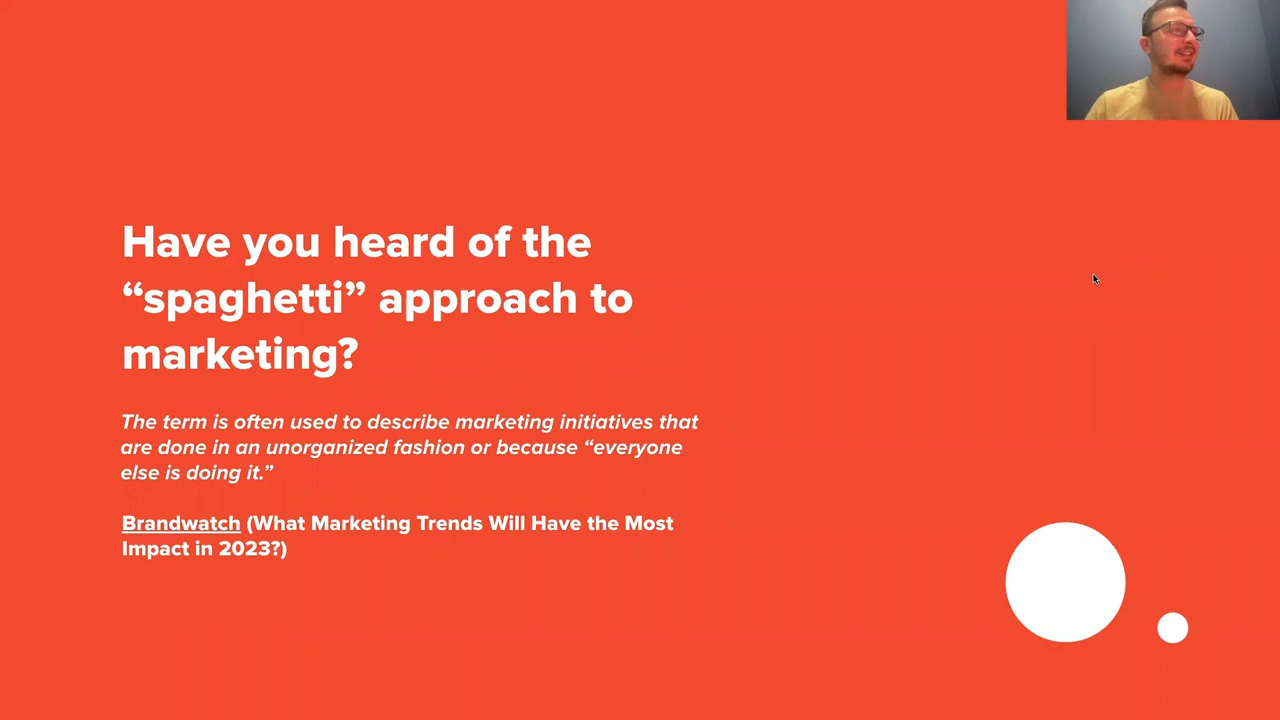 Have you heard of the
“spaghetti” approach to
marketing?
The term is often used to describe marketing initiatives that
are done in an unorganized fashion or because “everyone
else is doing it.”
Brandwatch (What Marketing Trends Will Have the Most
Impact in 2023?)